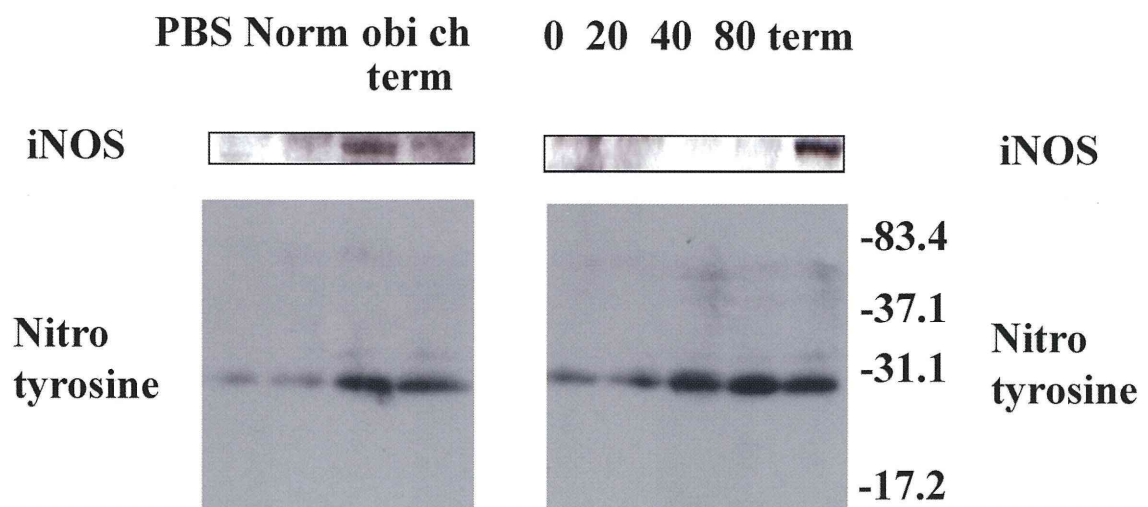 PBS Norm obi ch
term
0 20 40 80 term
iNOS
iNOS
-83.4
-37.1
Nitro
tyrosine
-31.1
Nitro
tyrosine
-17.2